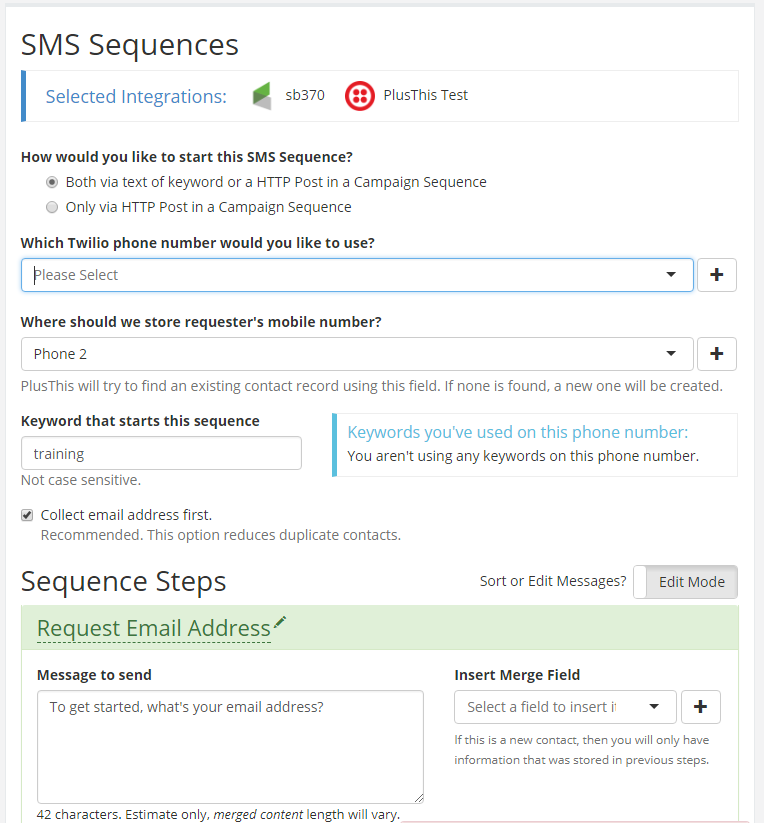 SMS Sequences
Selected Integrations: sb370 PlusThis Test
How would you like to start this SMS Sequence?
Both via text of keyword or a HTTP Post in a Campaign Sequence
Only via HTTP Post in a Campaign Sequence
Which Twilio phone number would you like to use?
Please Select
Where should we store requester's mobile number?
Phone 2
PlusThis will try to find an existing contact record using this field. If none is found, a new one will be created.
Keyword that starts this sequence
training
Not case sensitive.
Keywords you've used on this phone number:
You aren't using any keywords on this phone number.
Collect email address first.
Recommended. This option reduces duplicate contacts.
Sequence Steps
Sort or Edit Messages? Edit Mode
Request Email Address
Message to send
To get started, what's your email address?
42 characters. Estimate only, merged content length will vary.
Insert Merge Field
Select a field to insert i
If this is a new contact, then you will only have
information that was stored in previous steps.